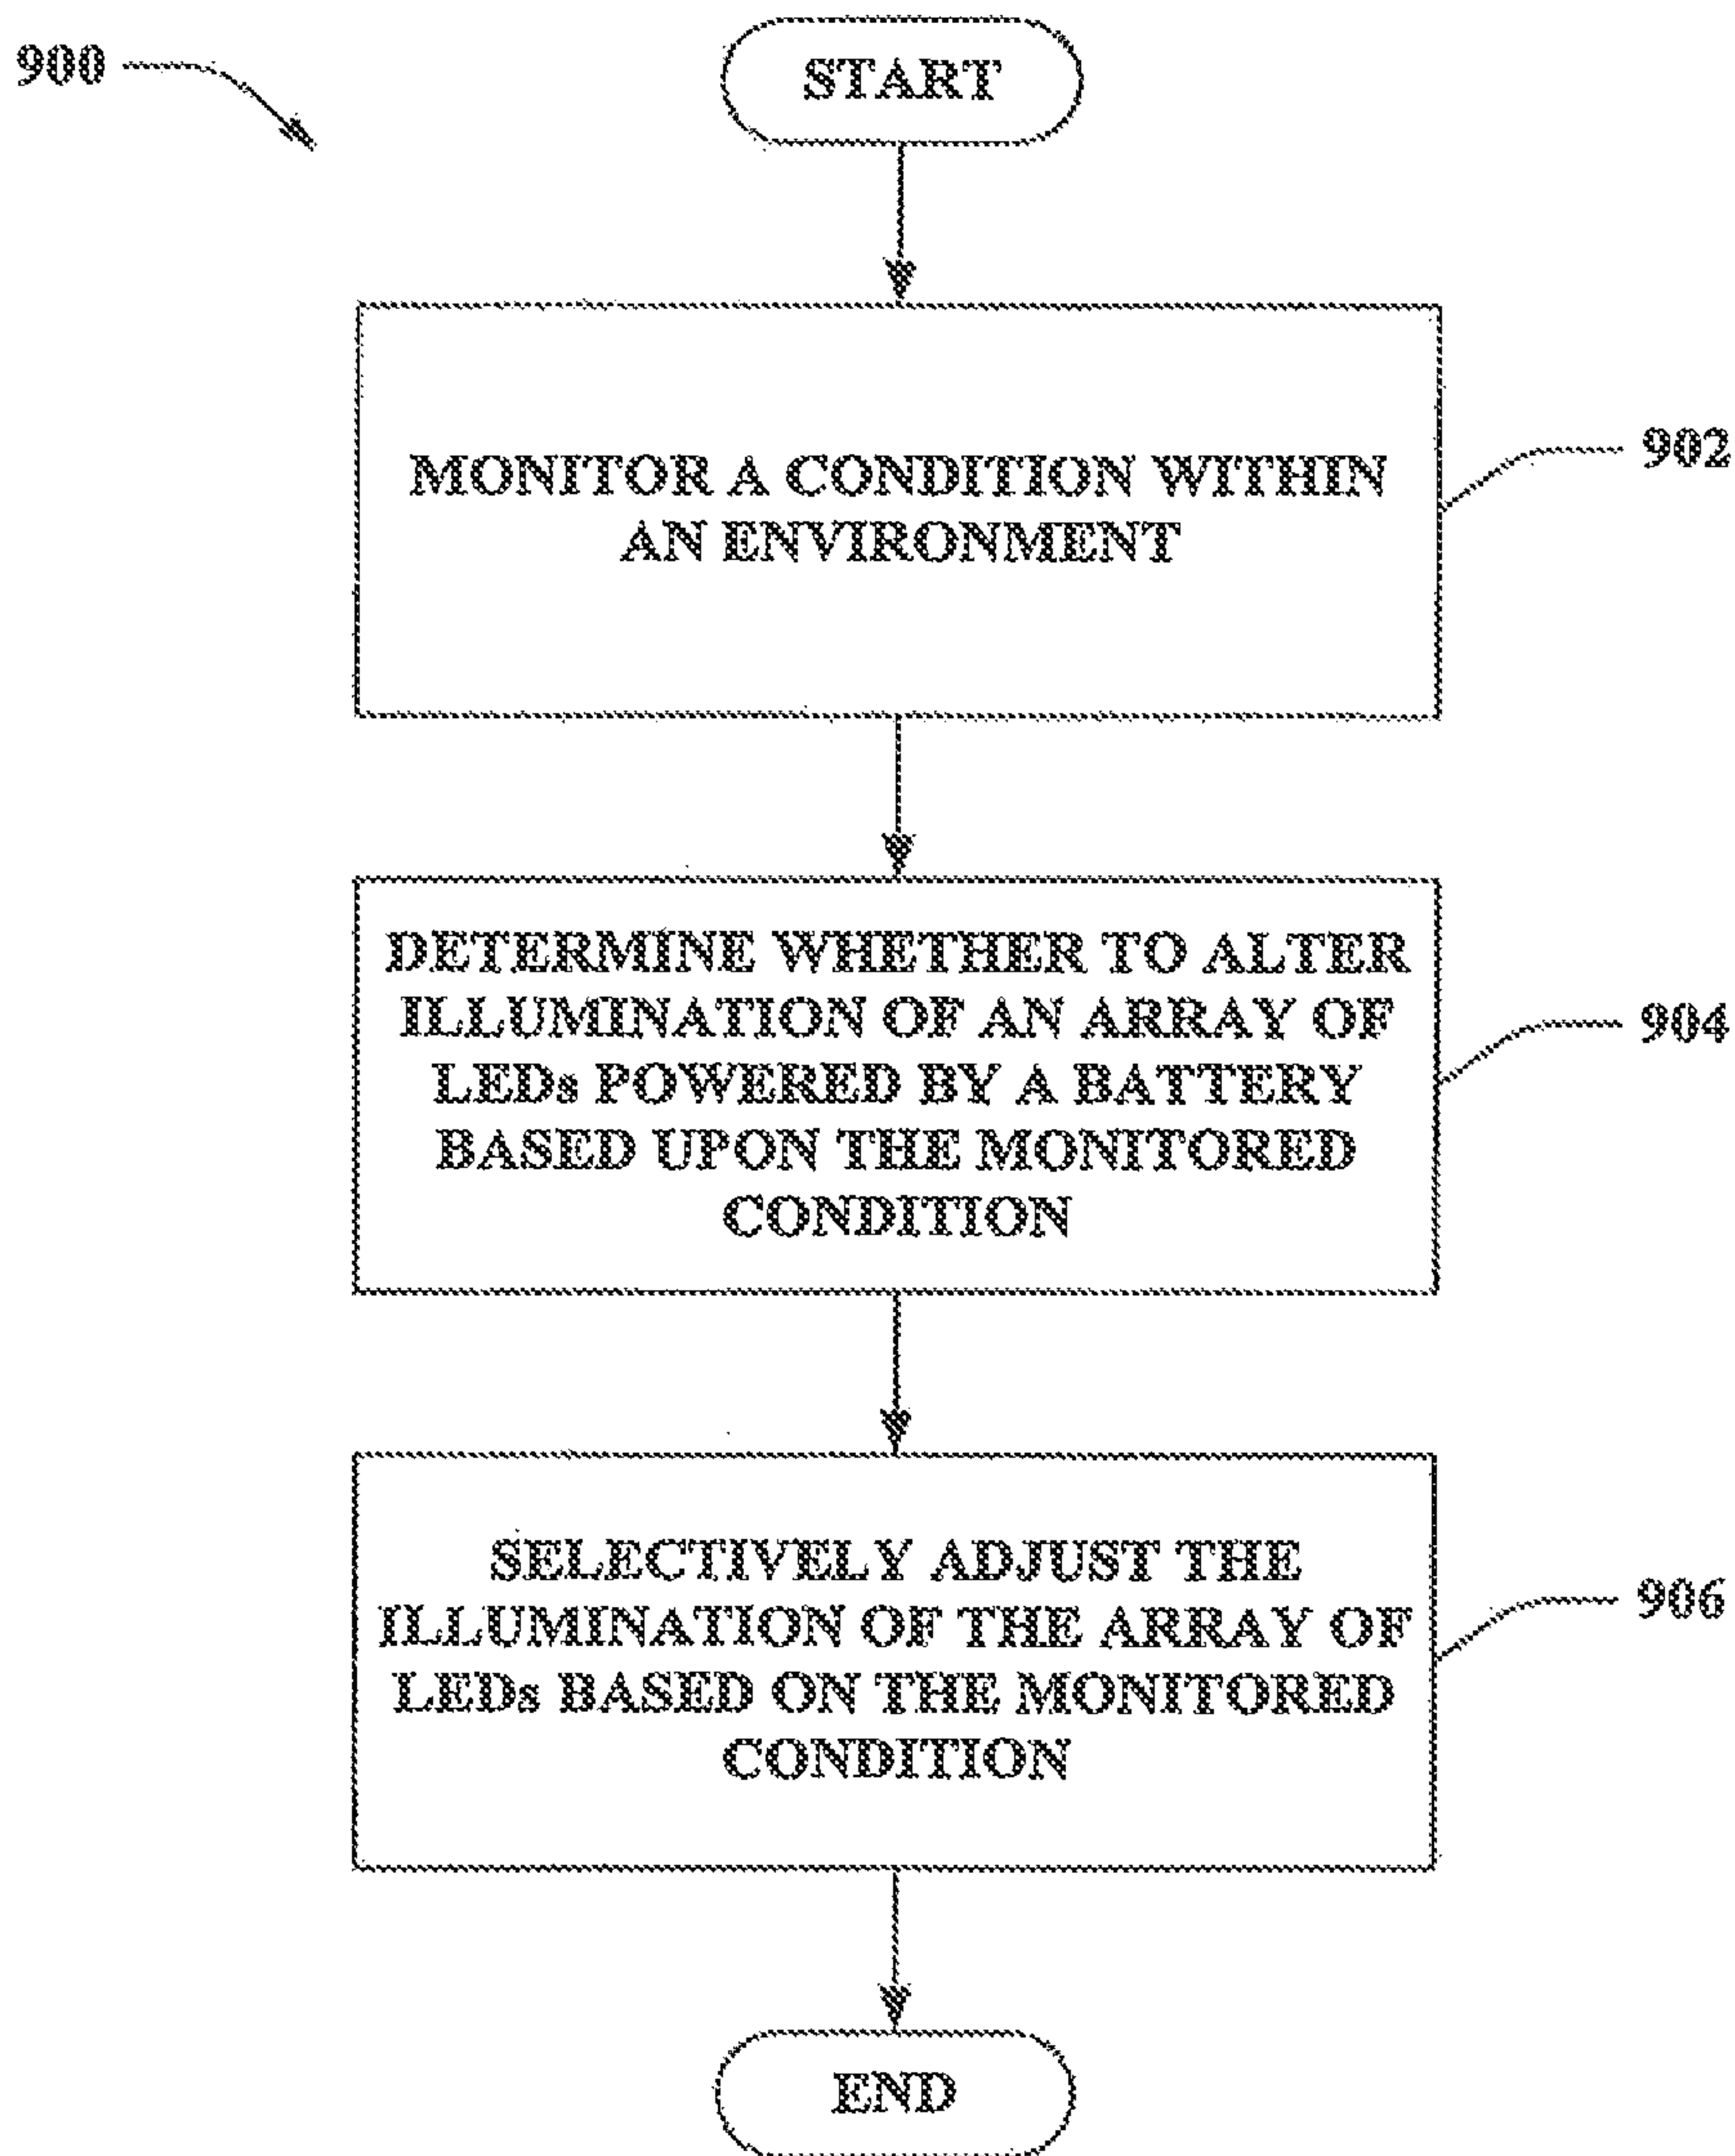 900
START
MONITOR A CONDITION WITHIN
AN ENVIRONMENT
902
DETERMINE WHETHER TO ALTER
ILLUMINATION OF AN ARRAY OF
LEDs POWERED BY A BATTERY
BASED UPON THE MONITORED
CONDITION
904
SELECTIVELY ADJUST THE
ILLUMINATION OF THE ARRAY OF
LEDs BASED ON THE MONITORED
CONDITION
906
END